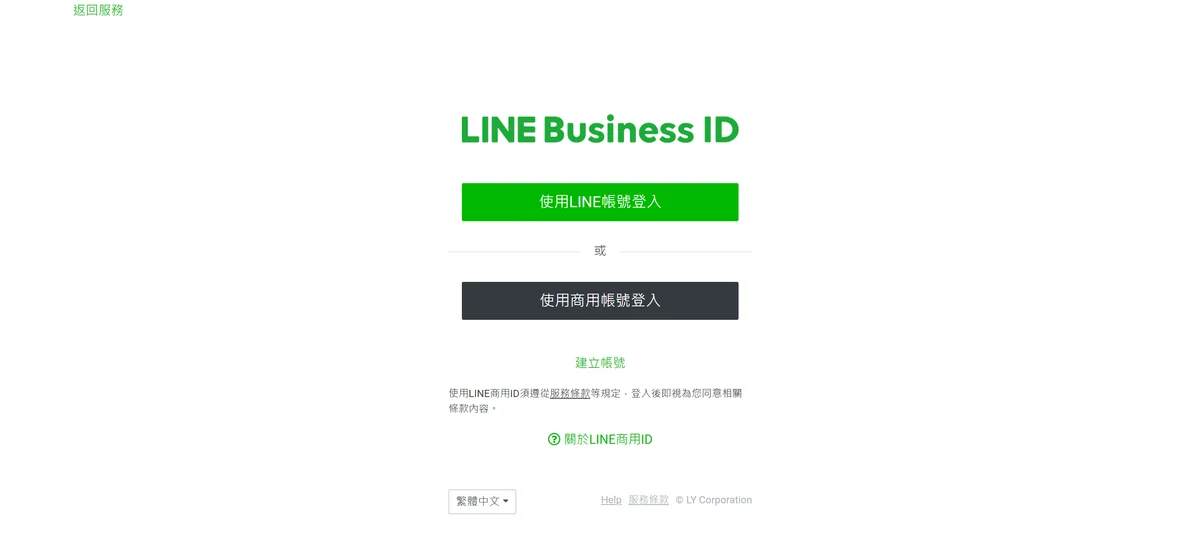 返回服務
LINE Business ID
使用LINE帳號登入
或
使用商用帳號登入
建立帳號
使用LINE商用ID須遵從服務條款等規定，登入後即視為您同意相關
條款內容。
關於LINE商用ID
繁體中文
Help 服務條款 © LY Corporation